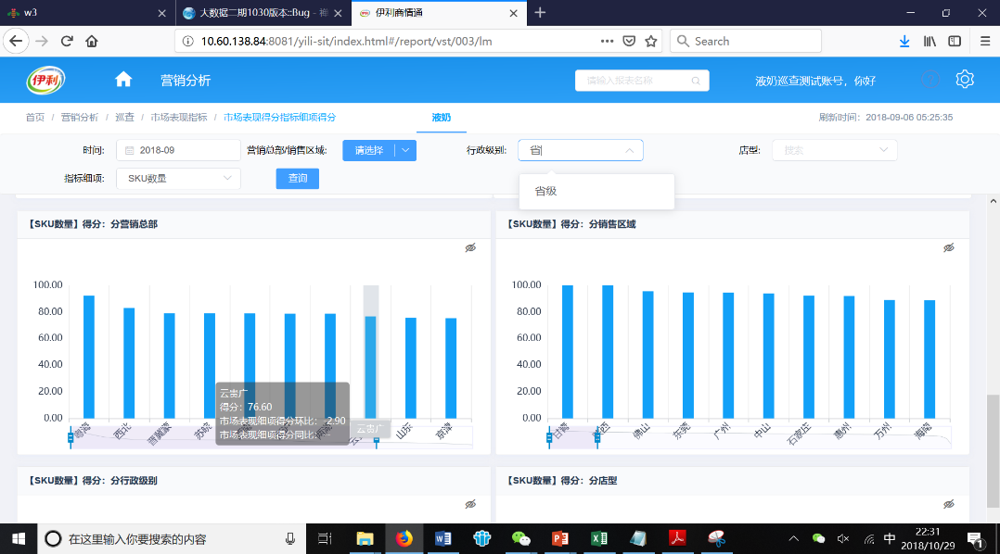 w3
大数据二期1030版本::Bug - 禅
伊利商情通
10.60.138.84:8081/yili-sit/index.html#/report/vst/003/lm
Search
伊利
营销分析
请输入报表名称
液奶巡查测试账号，你好
首页 / 营销分析 / 巡查 / 市场表现指标 / 市场表现得分指标细项得分
液奶
刷新时间：2018-09-06 05:25:35
时间:
2018-09
营销总部/销售区域:
请选择
行政级别:
省
店型:
搜索
指标细项:
SKU数量
查询
省级
【SKU数量】得分：分营销总部
100.00
80.00
60.00
40.00
20.00
0.00
粤海
西北
晋冀蒙
苏皖
山东
京津
云贵广
得分：76.60
市场表现细项得分环比：-2.90
市场表现细项得分同比：--
云贵广
【SKU数量】得分：分销售区域
100.00
80.00
60.00
40.00
20.00
0.00
甘青
佛山
东莞
广州
中山
石家庄
惠州
万州
海南
【SKU数量】得分：分行政级别
【SKU数量】得分：分店型
在这里输入你要搜索的内容
中
22:31
2018/10/29
1